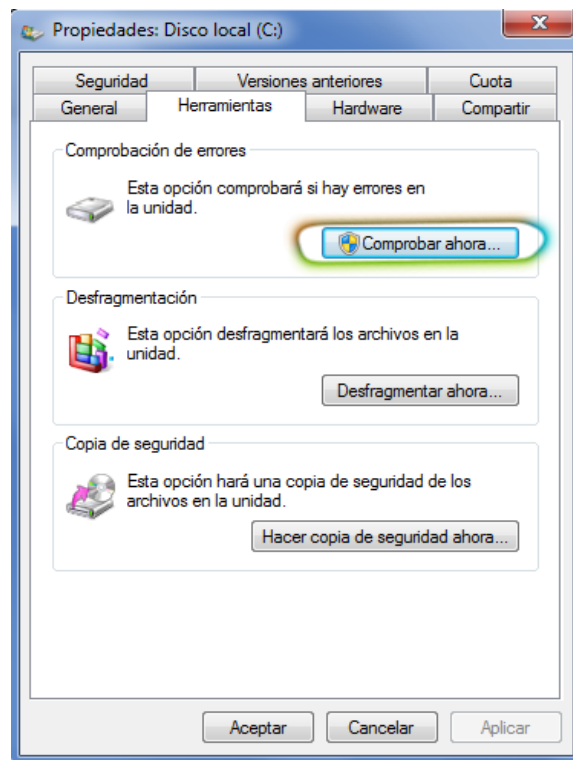 Propiedades: Disco local (C:)
Seguridad
Versiones anteriores
Cuota
General
Herramientas
Hardware
Compartir
Comprobación de errores
Esta opción comprobará si hay errores en
la unidad.
Comprobar ahora...
Desfragmentación
Esta opción desfragmentará los archivos en la
unidad.
Desfragmentar ahora...
Copia de seguridad
Esta opción hará una copia de seguridad de los
archivos en la unidad.
Hacer copia de seguridad ahora...
Aceptar
Cancelar
Aplicar